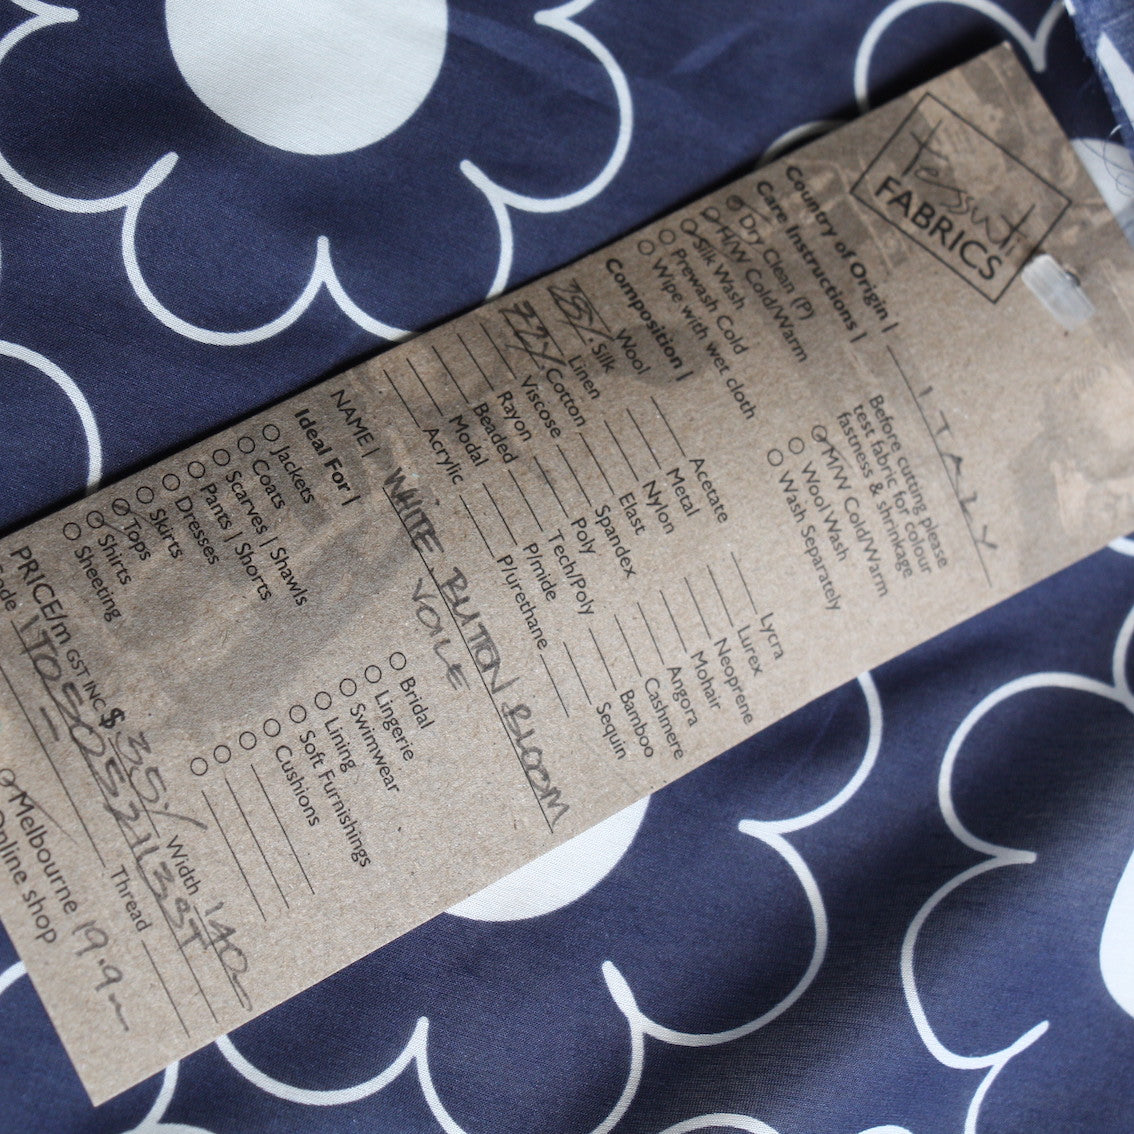 Tessuti
FABRICS
Country of Origin | ITALY
Care Instructions |
Dry Clean (P)
H/W Cold/Warm
Silk Wash
Prewash Cold
Wipe with wet cloth
Before cutting please
test fabric for colour
fastness & shrinkage
M/W Cold/Warm
Wool Wash
Wash Separately
Composition |
Wool
28% Silk
Linen
72% Cotton
Viscose
Rayon
Beaded
Modal
Acrylic
Acetate
Metal
Nylon
Elast
Spandex
Poly
Tech/Poly
P/mide
P/urethane
Lycra
Lurex
Neoprene
Mohair
Angora
Cashmere
Bamboo
Sequin
NAME | WHITE BUTTON BLOOM
VOILE
Ideal For |
Jackets
Coats
Scarves | Shawls
Pants | Shorts
Dresses
Skirts
Tops
Shirts
Sheeting
Bridal
Lingerie
Swimwear
Lining
Soft Furnishings
Cushions
PRICE/m GST INC $ 35/ Width 140
Thread
Melbourne 19.9m
Online shop